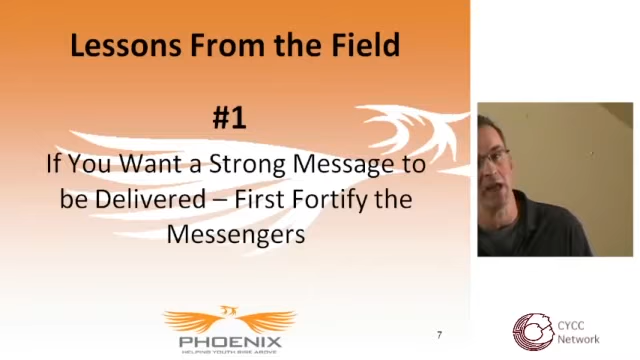 Lessons From the Field
#1
If You Want a Strong Message to
be Delivered – First Fortify the
Messengers
PHOENIX
HELPING YOUTH RISE ABOVE
7
CYCC
Network